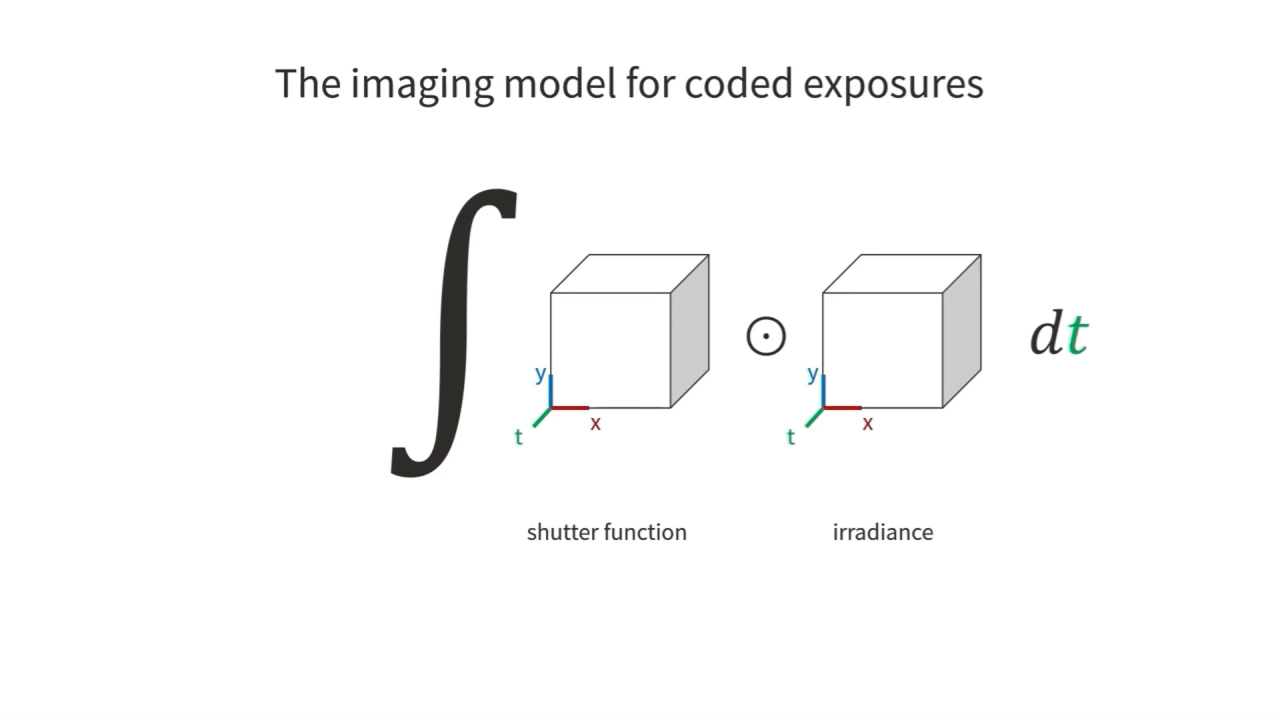 The imaging model for coded exposures
∫ ⊙ dt
y y
x x
t t
shutter function irradiance